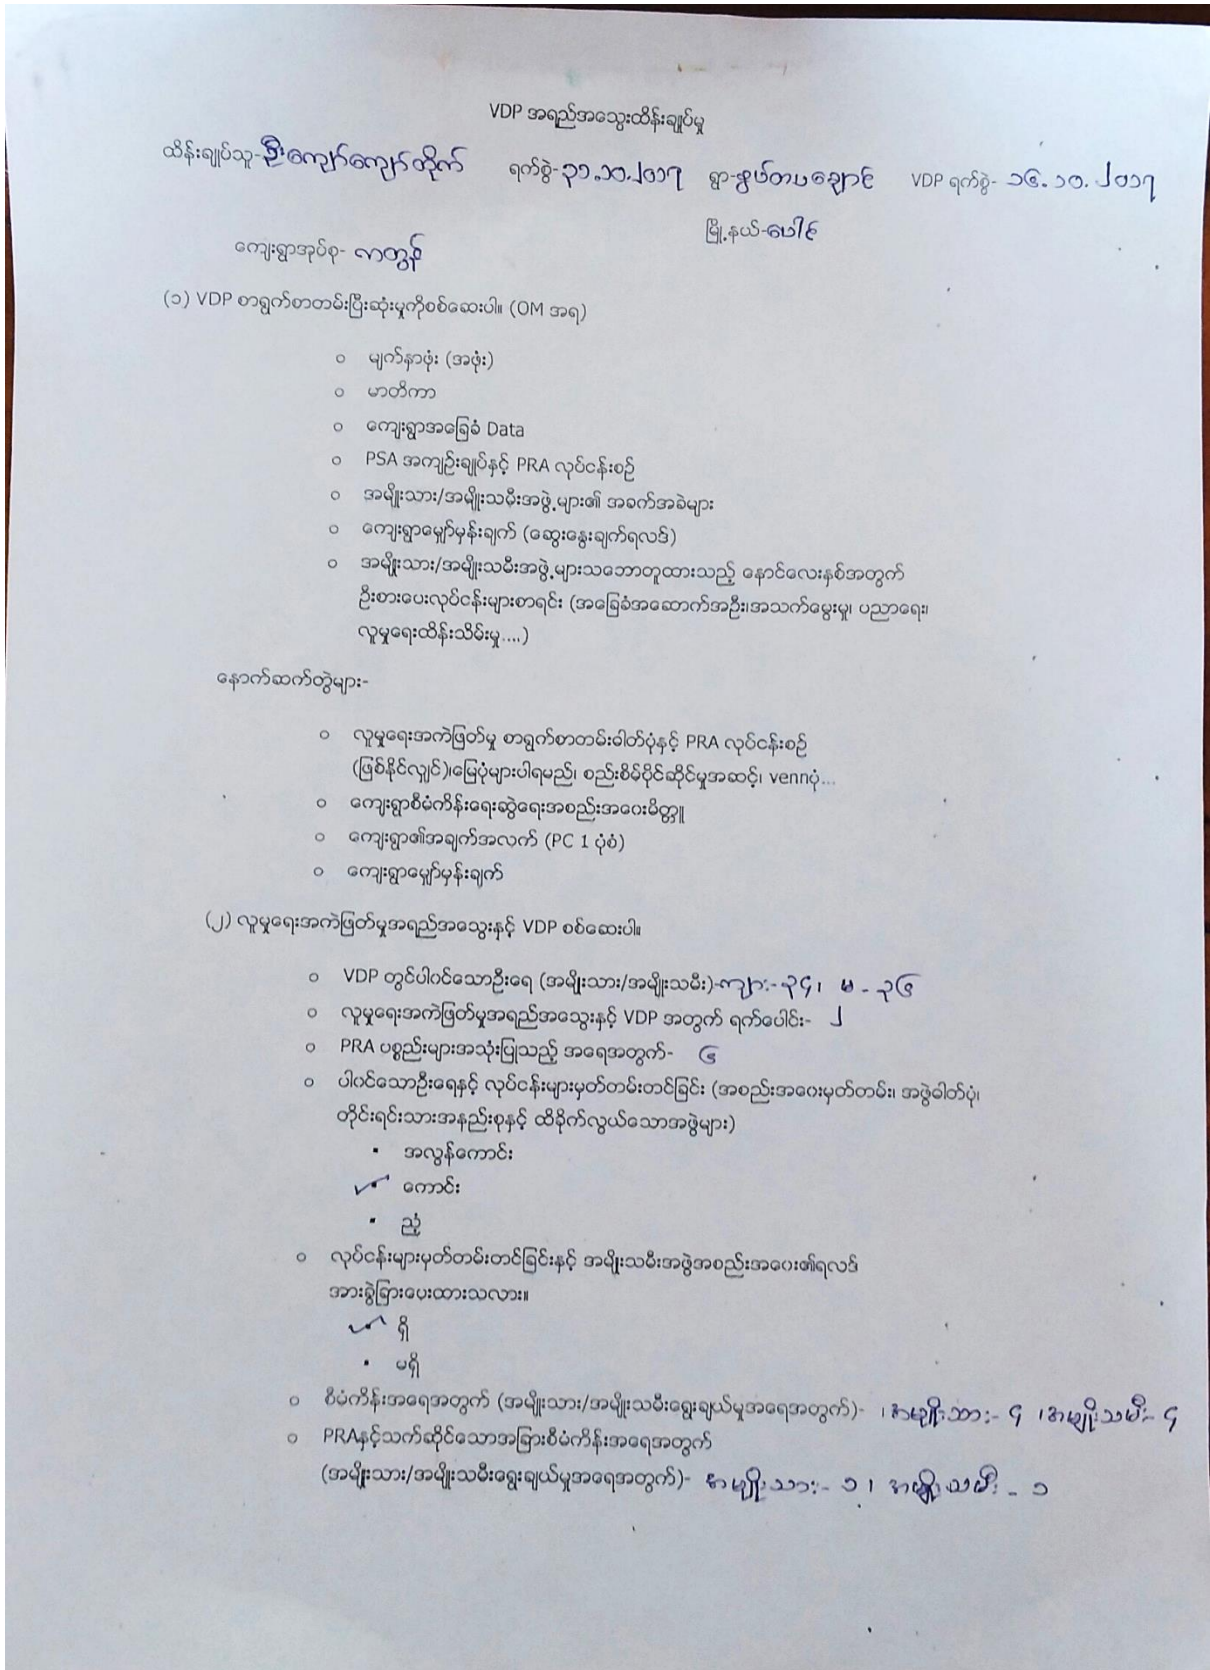 VDP အရည်အသွေးထိန်းချုပ်မှု
ထိန်းချုပ်သူ-ဦးကျော်ကျော်ထိုက် ရက်စွဲ-၃၁.၁၀.၂၀၁၇ ရွာ-စွပ်တပချောင် VDP ရက်စွဲ- ၁၆.၁၀.၂၀၁၇
မြို့နယ်-ပေါင်
ကျေးရွာအုပ်စု- ကတွန်
(၁) VDP စာရွက်စာတမ်းပြီးဆုံးမှုကိုစစ်ဆေးပါ။ (OM အရ)
o မျက်နှာဖုံး (အဖုံး)
o မာတိကာ
o ကျေးရွာအခြေခံ Data
o PSA အကျဉ်းချုပ်နှင့် PRA လုပ်ငန်းစဉ်
o အမျိုးသား/အမျိုးသမီးအဖွဲ့များ၏ အခက်အခဲများ
o ကျေးရွာမျှော်မှန်းချက် (ဆွေးနွေးချက်ရလဒ်)
o အမျိုးသား/အမျိုးသမီးအဖွဲ့များသဘောတူထားသည့် နောင်လေးနှစ်အတွက်
ဦးစားပေးလုပ်ငန်းများစာရင်း (အခြေခံအဆောက်အဦး၊အသက်မွေးမှု၊ ပညာရေး၊
လူမှုရေးထိန်းသိမ်းမှု....)
နောက်ဆက်တွဲများ-
o လူမှုရေးအကဲဖြတ်မှု စာရွက်စာတမ်းဓါတ်ပုံနှင့် PRA လုပ်ငန်းစဉ်
(ဖြစ်နိုင်လျှင်)၊မြေပုံများပါရမည်၊ စည်းစိမ်ပိုင်ဆိုင်မှုအဆင့်၊ vennပုံ...
o ကျေးရွာစီမံကိန်းရေးဆွဲရေးအစည်းအဝေးမိတ္တူ
o ကျေးရွာ၏အချက်အလက် (PC 1 ပုံစံ)
o ကျေးရွာမျှော်မှန်းချက်
(၂) လူမှုရေးအကဲဖြတ်မှုအရည်အသွေးနှင့် VDP စစ်ဆေးပါ။
o VDP တွင်ပါဝင်သောဦးရေ (အမျိုးသား/အမျိုးသမီး)-ကျား-၃၄၊ မ - ၃၆
o လူမှုရေးအကဲဖြတ်မှုအရည်အသွေးနှင့် VDP အတွက် ရက်ပေါင်း- ၂
o PRA ပစ္စည်းများအသုံးပြုသည့် အရေအတွက်- ၆
o ပါဝင်သောဦးရေနှင့် လုပ်ငန်းများမှတ်တမ်းတင်ခြင်း (အစည်းအဝေးမှတ်တမ်း၊ အဖွဲဓါတ်ပုံ၊
တိုင်းရင်းသားအနည်းစုနှင့် ထိခိုက်လွယ်သောအဖွဲများ)
▪ အလွန်ကောင်း
✓ ကောင်း
▪ ညံ့
o လုပ်ငန်းများမှတ်တမ်းတင်ခြင်းနှင့် အမျိုးသမီးအဖွဲအစည်းအဝေး၏ရလဒ်
အားခွဲခြားပေးထားသလား။
✓ ရှိ
▪ မရှိ
o စီမံကိန်းအရေအတွက် (အမျိုးသား/အမျိုးသမီးရွေးချယ်မှုအရေအတွက်)- ၊အမျိုးသား- ၄ ၊အမျိုးသမီး- ၄
o PRAနှင့်သက်ဆိုင်သောအခြားစီမံကိန်းအရေအတွက်
(အမျိုးသား/အမျိုးသမီးရွေးချယ်မှုအရေအတွက်)- အမျိုးသား- ၁ ၊ အမျိုးသမီး - ၁